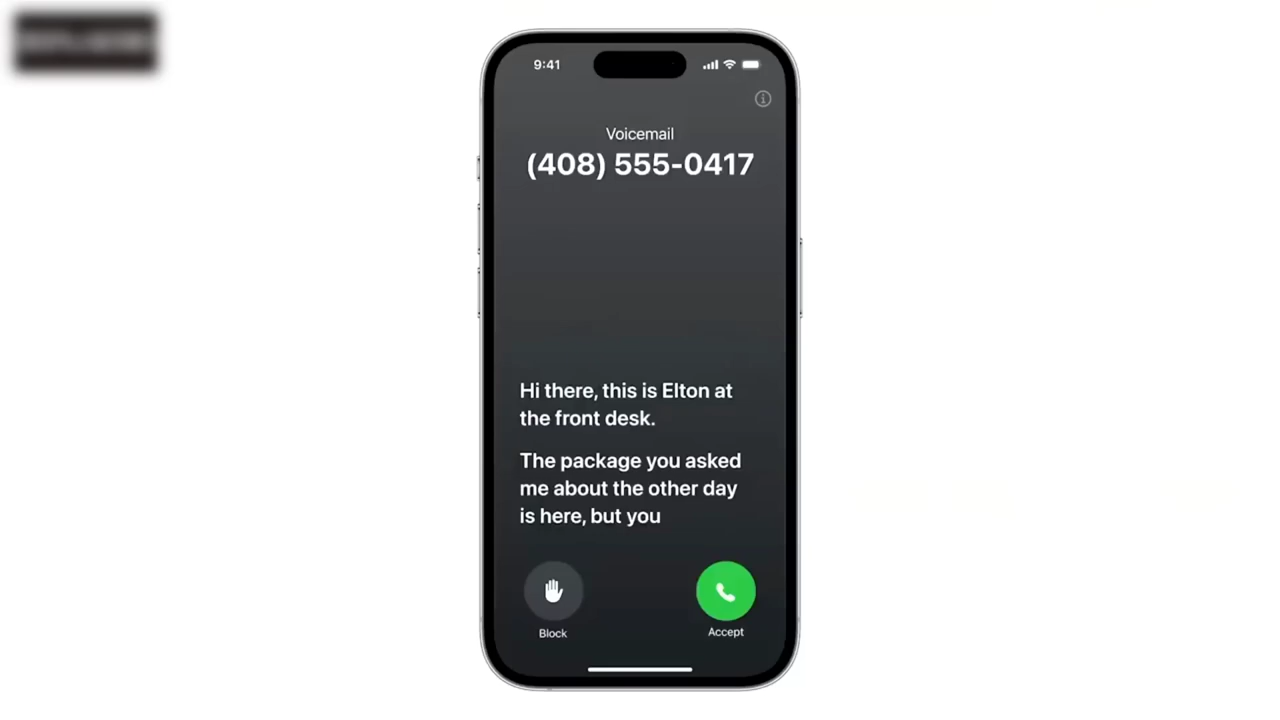 9:41
Voicemail
(408) 555-0417
Hi there, this is Elton at
the front desk.
The package you asked
me about the other day
is here, but you
Block
Accept